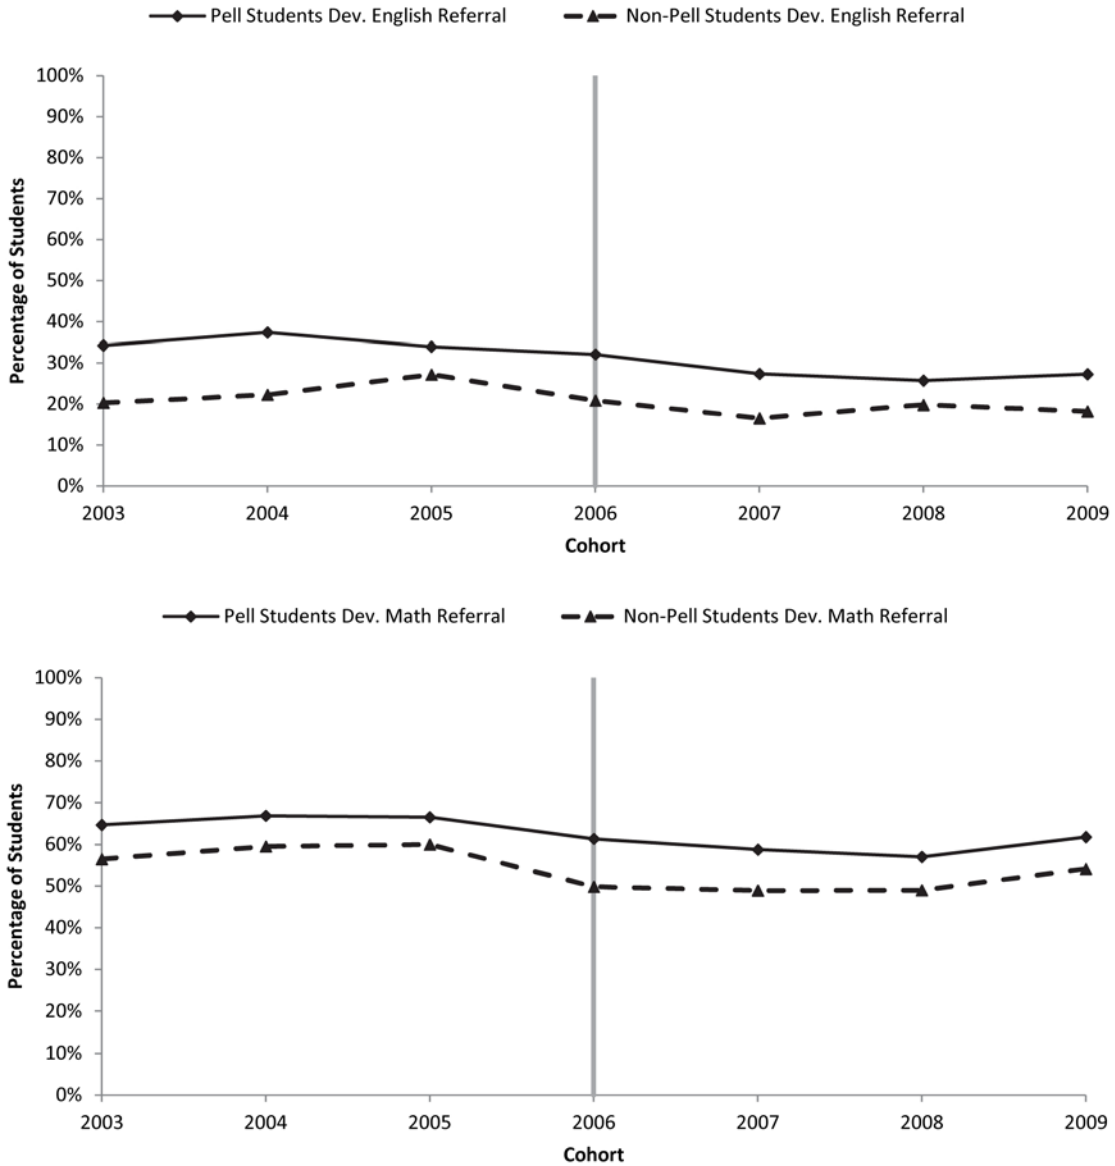 Pell Students Dev. English Referral Non-Pell Students Dev. English Referral
100%
90%
80%
70%
60%
50%
40%
30%
20%
10%
0%
Percentage of Students
2003 2004 2005 2006 2007 2008 2009
Cohort
Pell Students Dev. Math Referral Non-Pell Students Dev. Math Referral
100%
90%
80%
70%
60%
50%
40%
30%
20%
10%
0%
Percentage of Students
2003 2004 2005 2006 2007 2008 2009
Cohort